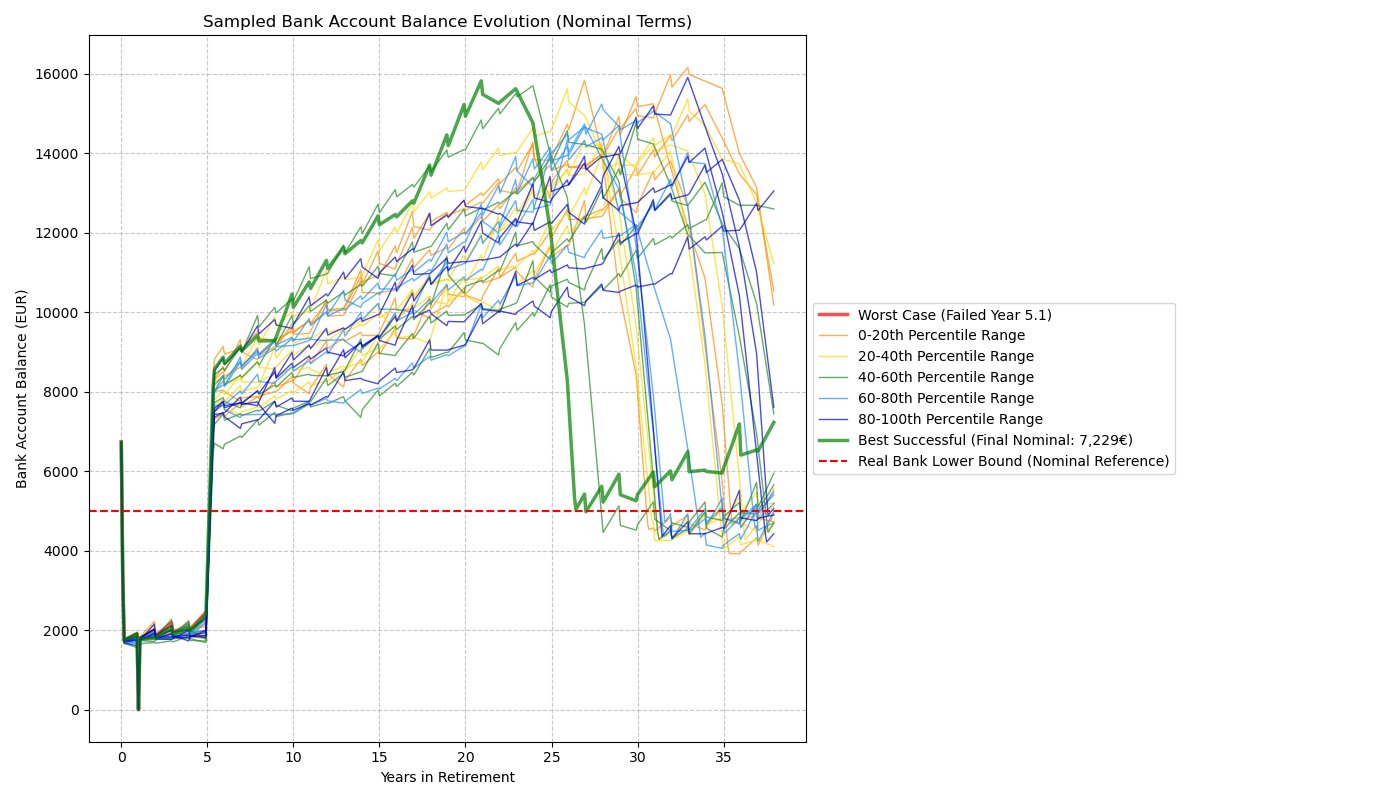 Sampled Bank Account Balance Evolution (Nominal Terms)
Bank Account Balance (EUR)
16000
14000
12000
10000
8000
6000
4000
2000
0
0 5 10 15 20 25 30 35
Years in Retirement
Worst Case (Failed Year 5.1)
0-20th Percentile Range
20-40th Percentile Range
40-60th Percentile Range
60-80th Percentile Range
80-100th Percentile Range
Best Successful (Final Nominal: 7,229€)
Real Bank Lower Bound (Nominal Reference)